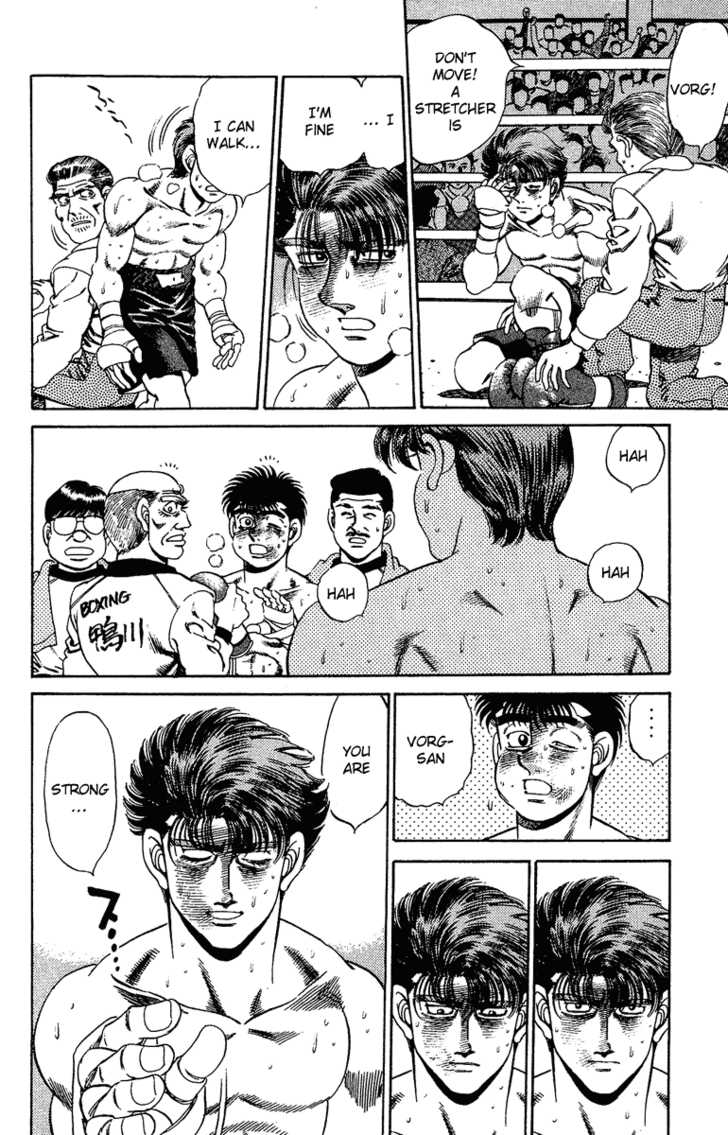 VORG!
DON'T
MOVE!
A
STRETCHER
IS
... I
I'M
FINE
I CAN
WALK...
HAH
HAH
HAH
BOXING
鴨川
...
VORG-
SAN
YOU
ARE
STRONG
...
ス...